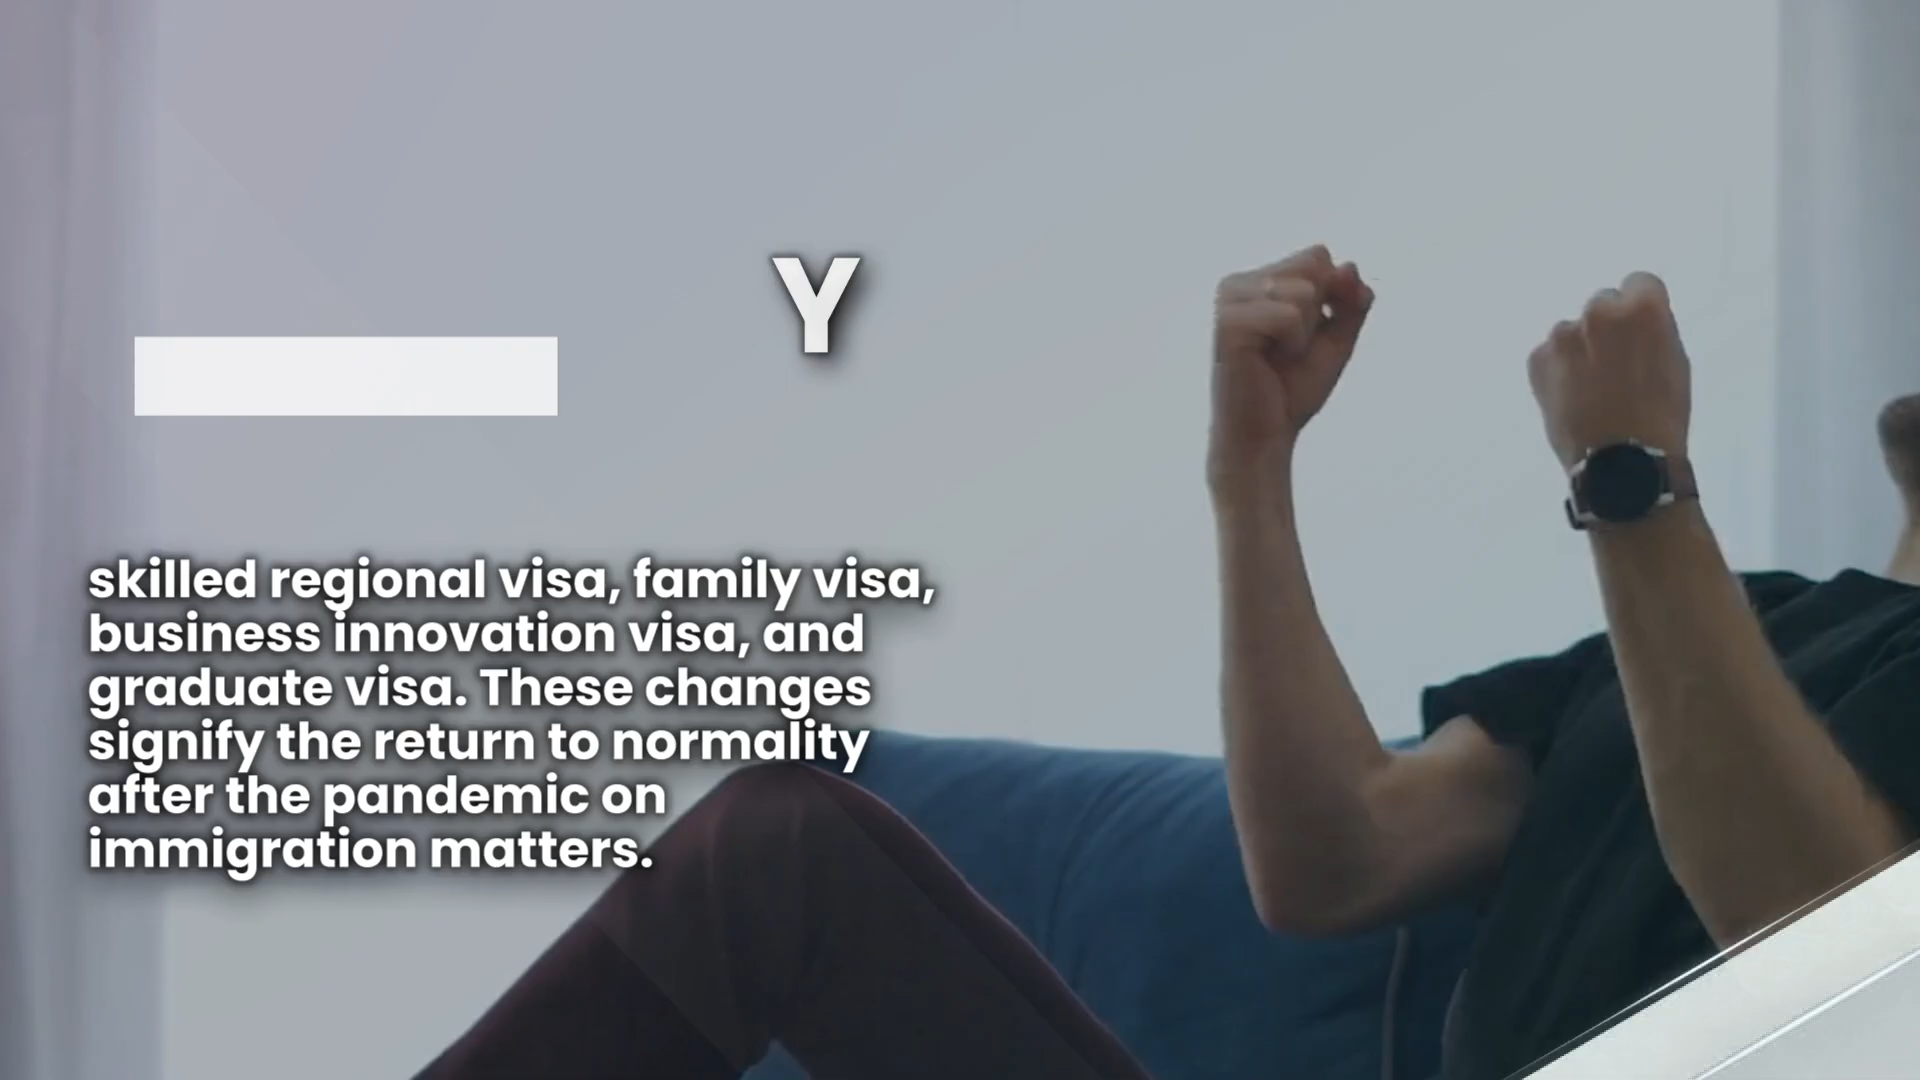 Y
skilled regional visa, family visa,
business innovation visa, and
graduate visa. These changes
signify the return to normality
after the pandemic on
immigration matters.